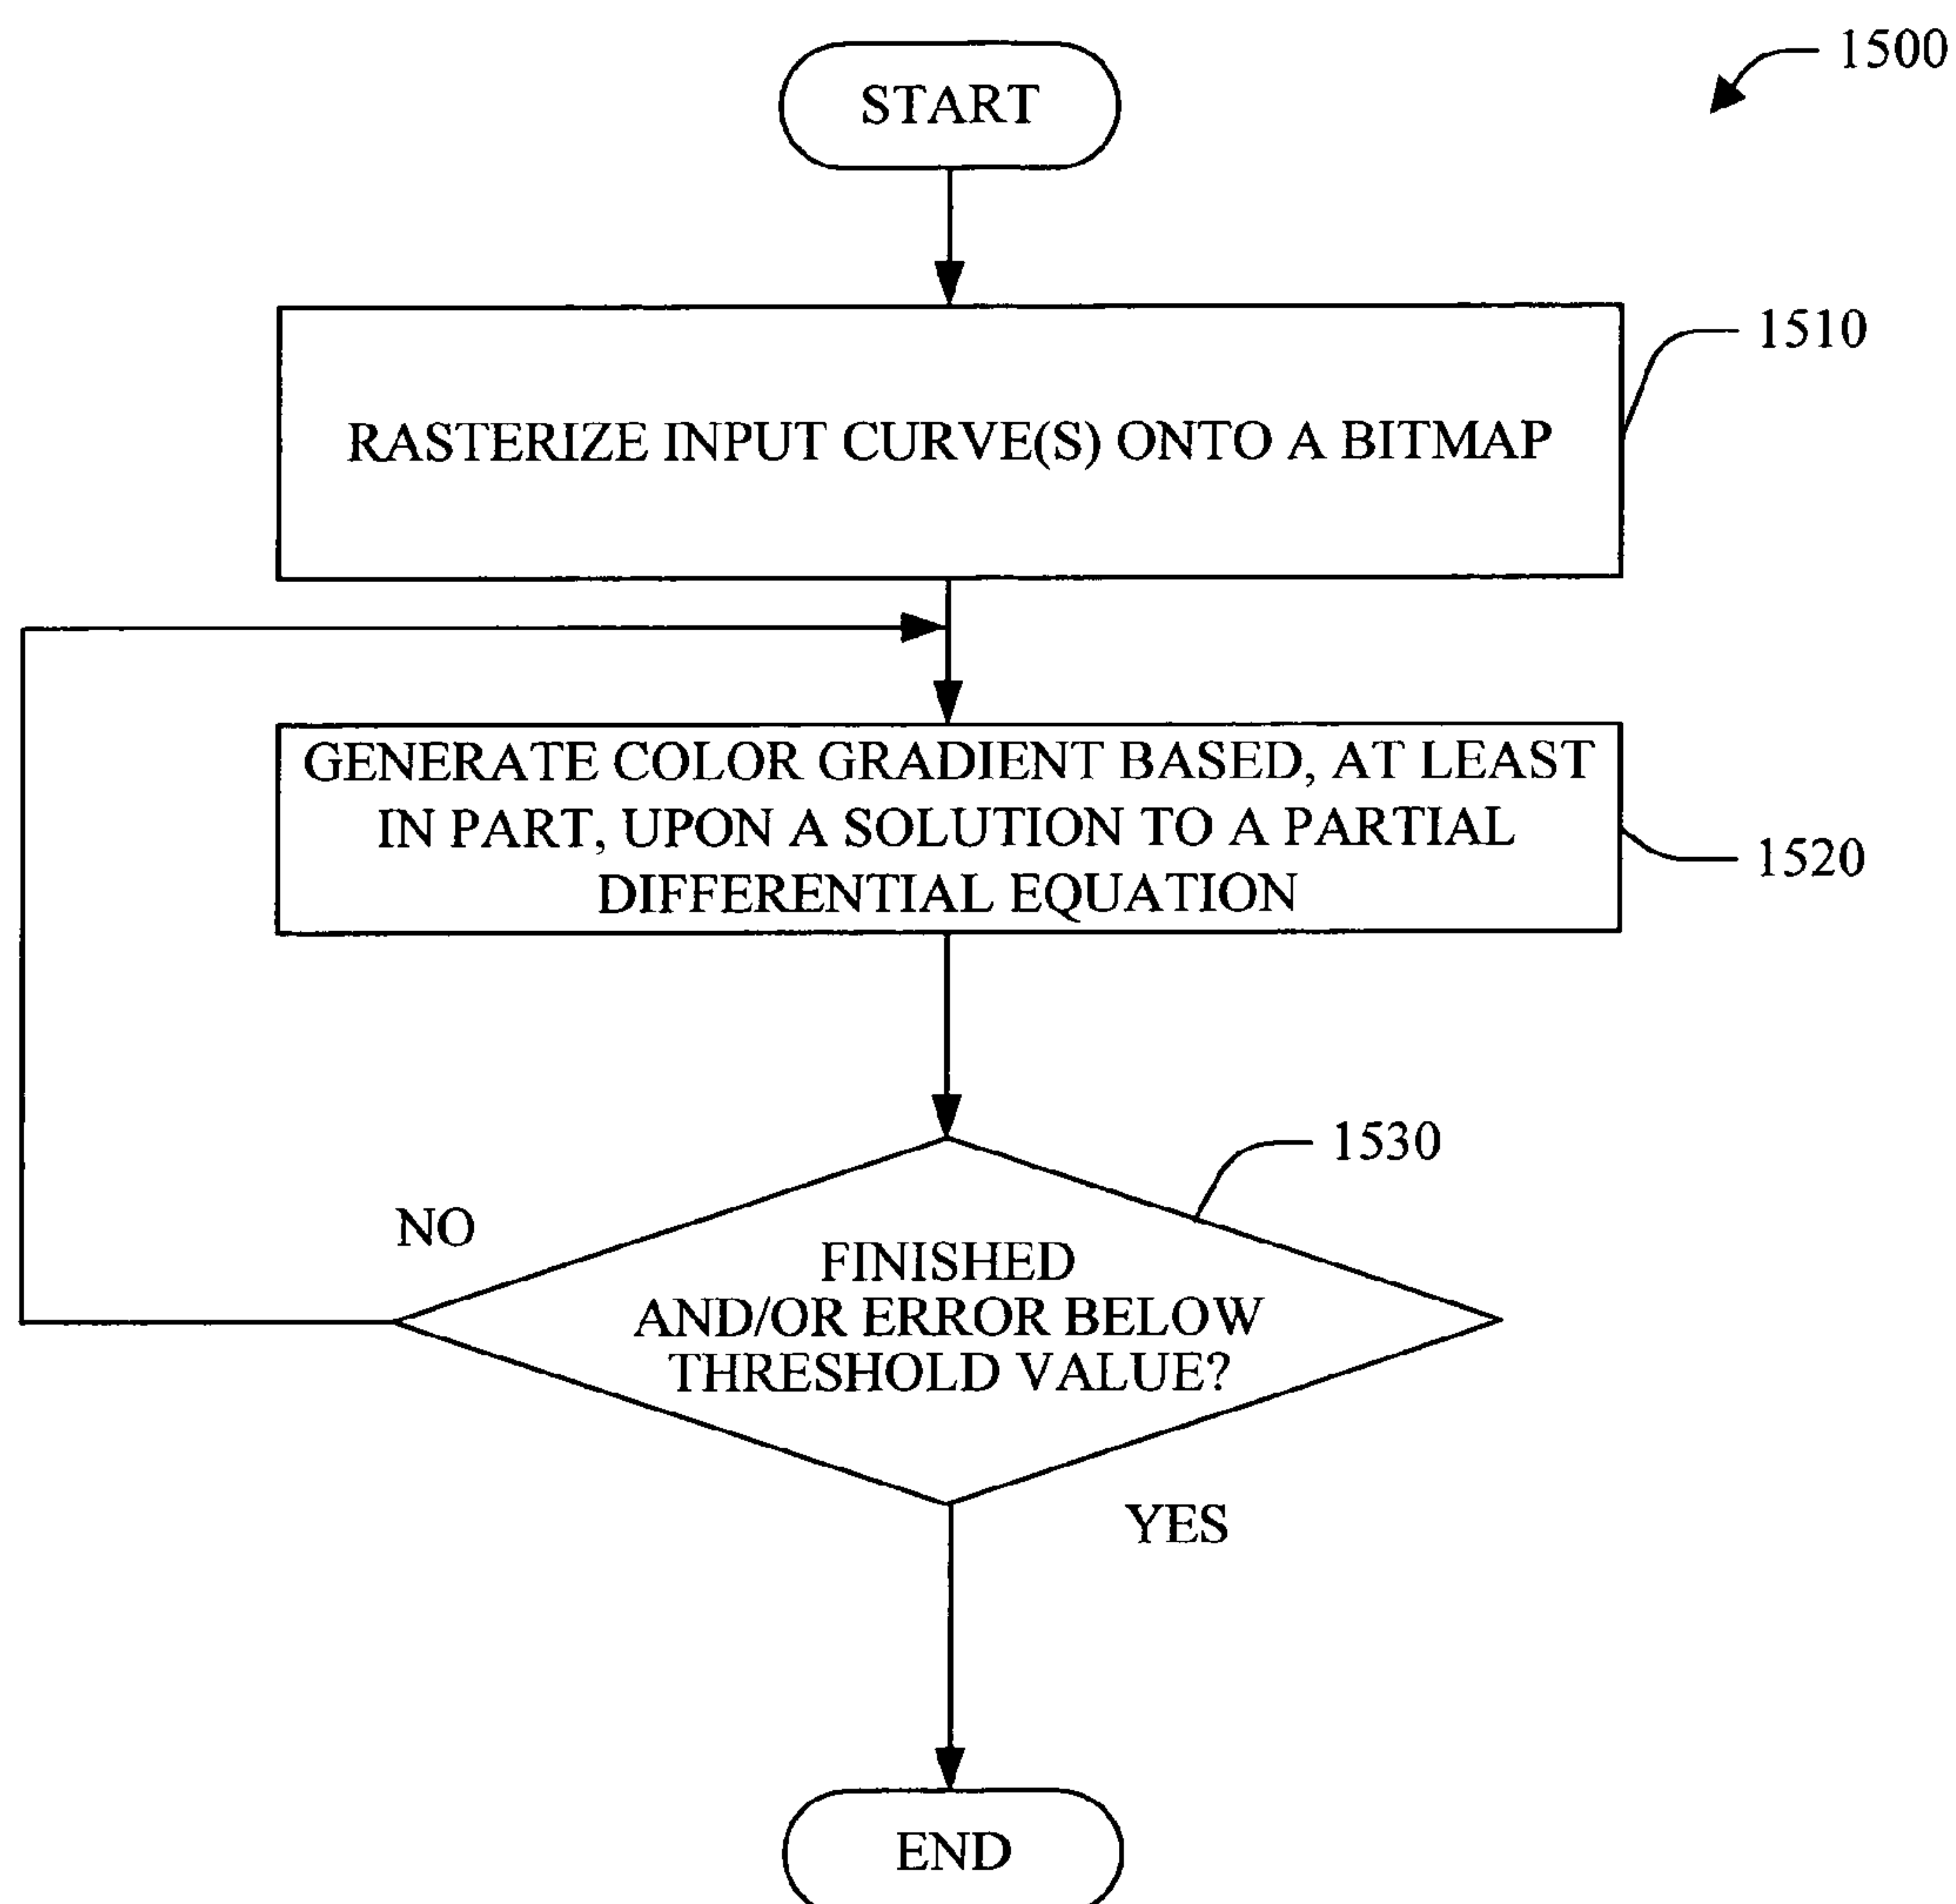 1500
START
1510
RASTERIZE INPUT CURVE(S) ONTO A BITMAP
GENERATE COLOR GRADIENT BASED, AT LEAST
IN PART, UPON A SOLUTION TO A PARTIAL
DIFFERENTIAL EQUATION
1520
1530
NO
FINISHED
AND/OR ERROR BELOW
THRESHOLD VALUE?
YES
END